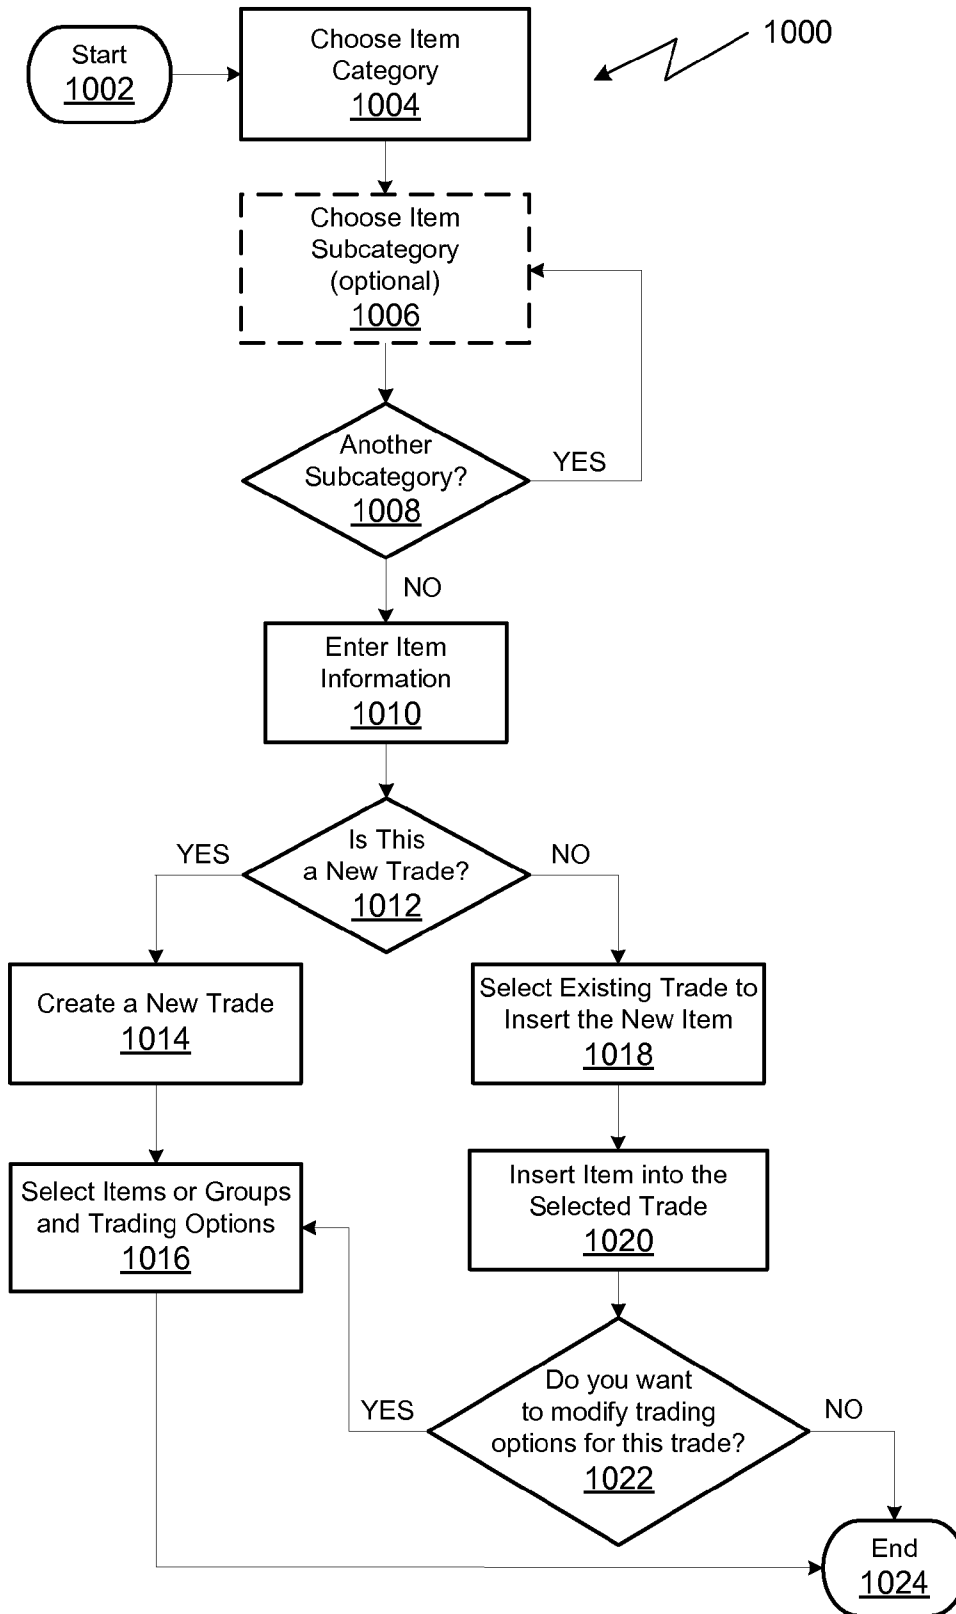 Start
1002
Choose Item
Category
1004
1000
Choose Item
Subcategory
(optional)
1006
Another
Subcategory?
1008
YES
NO
Enter Item
Information
1010
Is This
a New Trade?
1012
YES
NO
Create a New Trade
1014
Select Existing Trade to
Insert the New Item
1018
Select Items or Groups
and Trading Options
1016
Insert Item into the
Selected Trade
1020
Do you want
to modify trading
options for this trade?
1022
YES
NO
End
1024